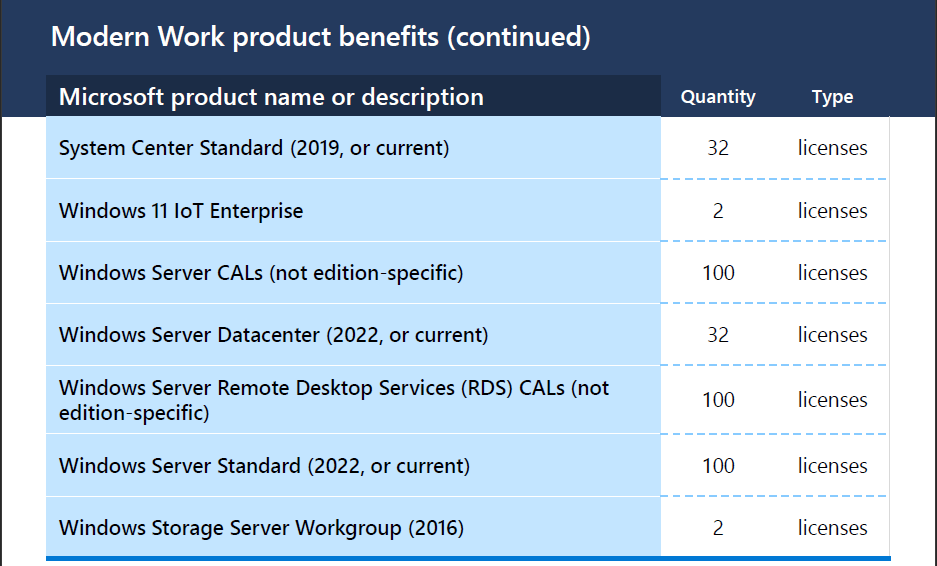 Modern Work product benefits (continued)
Microsoft product name or description Quantity Type
System Center Standard (2019, or current) 32 licenses
Windows 11 IoT Enterprise 2 licenses
Windows Server CALs (not edition-specific) 100 licenses
Windows Server Datacenter (2022, or current) 32 licenses
Windows Server Remote Desktop Services (RDS) CALs (not
edition-specific) 100 licenses
Windows Server Standard (2022, or current) 100 licenses
Windows Storage Server Workgroup (2016) 2 licenses